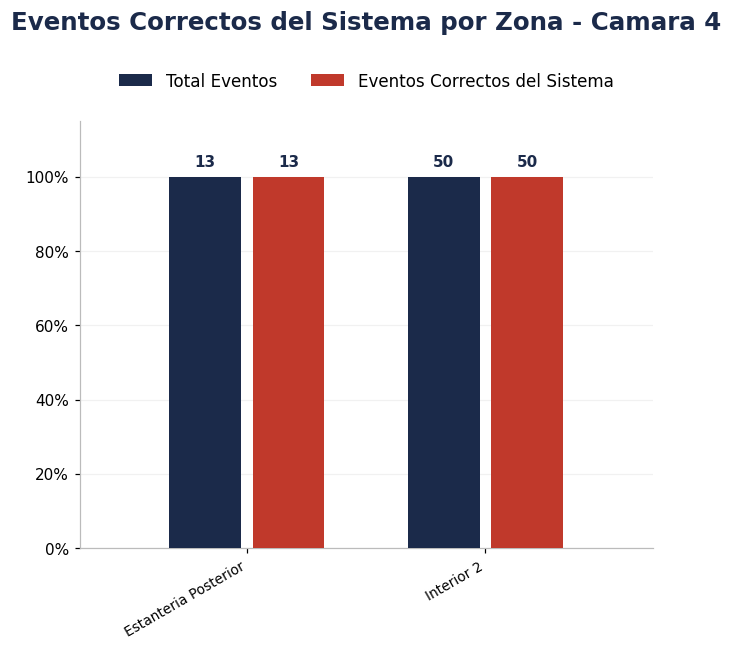 Eventos Correctos del Sistema por Zona - Camara 4
Total Eventos
Eventos Correctos del Sistema
13
13
50
50
100%
80%
60%
40%
20%
0%
Estanteria Posterior
Interior 2